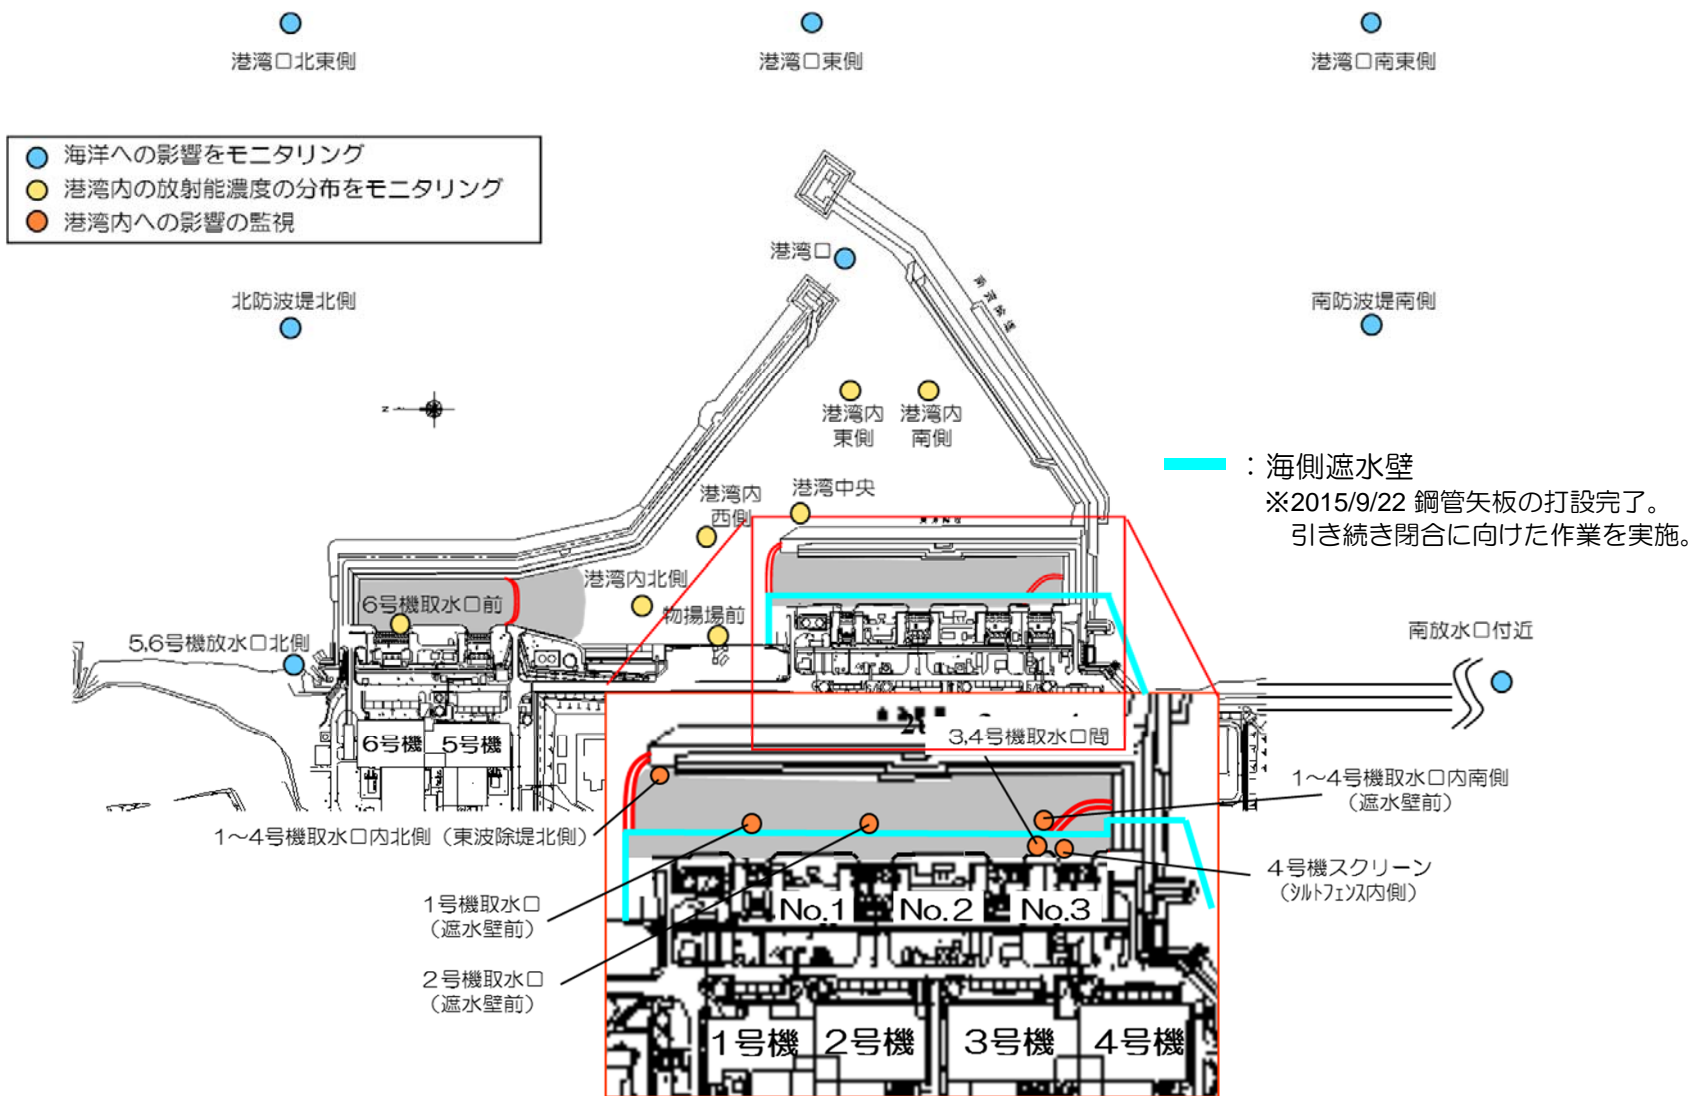 港湾口北東側
港湾口東側
港湾口南東側
海洋への影響をモニタリング
港湾内の放射能濃度の分布をモニタリング
港湾内への影響の監視
港湾口
北防波堤北側
南防波堤南側
N
港湾内
東側
港湾内
南側
：海側遮水壁
※2015/9/22 鋼管矢板の打設完了。
引き続き閉合に向けた作業を実施。
港湾内
西側
港湾中央
港湾内北側
6号機取水口前
物揚場前
5,6号機放水口北側
南放水口付近
6号機
5号機
3,4号機取水口間
1～4号機取水口内南側
（遮水壁前）
1～4号機取水口内北側（東波除堤北側）
4号機スクリーン
（ｼﾙﾄﾌｪﾝｽ内側）
1号機取水口
（遮水壁前）
No.1
No.2
No.3
2号機取水口
（遮水壁前）
1号機
2号機
3号機
4号機